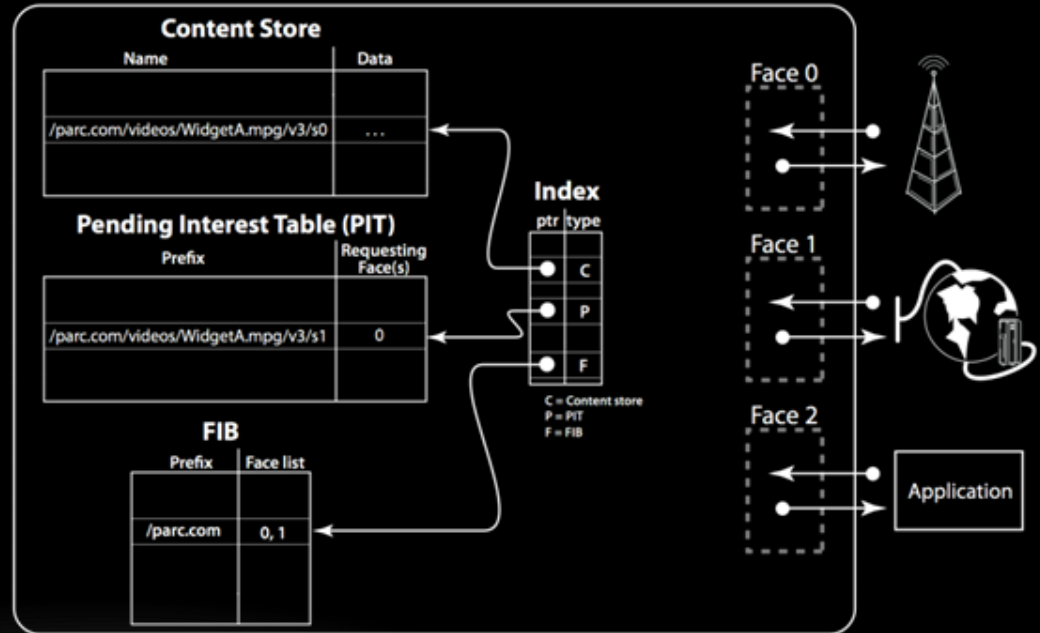 Content Store
Name Data
/parc.com/videos/WidgetA.mpg/v3/s0 ...
Pending Interest Table (PIT)
Prefix Requesting
Face(s)
/parc.com/videos/WidgetA.mpg/v3/s1 0
FIB
Prefix Face list
/parc.com 0, 1
Index
ptr type
C
P
F
C = Content store
P = PIT
F = FIB
Face 0
Face 1
Face 2
Application